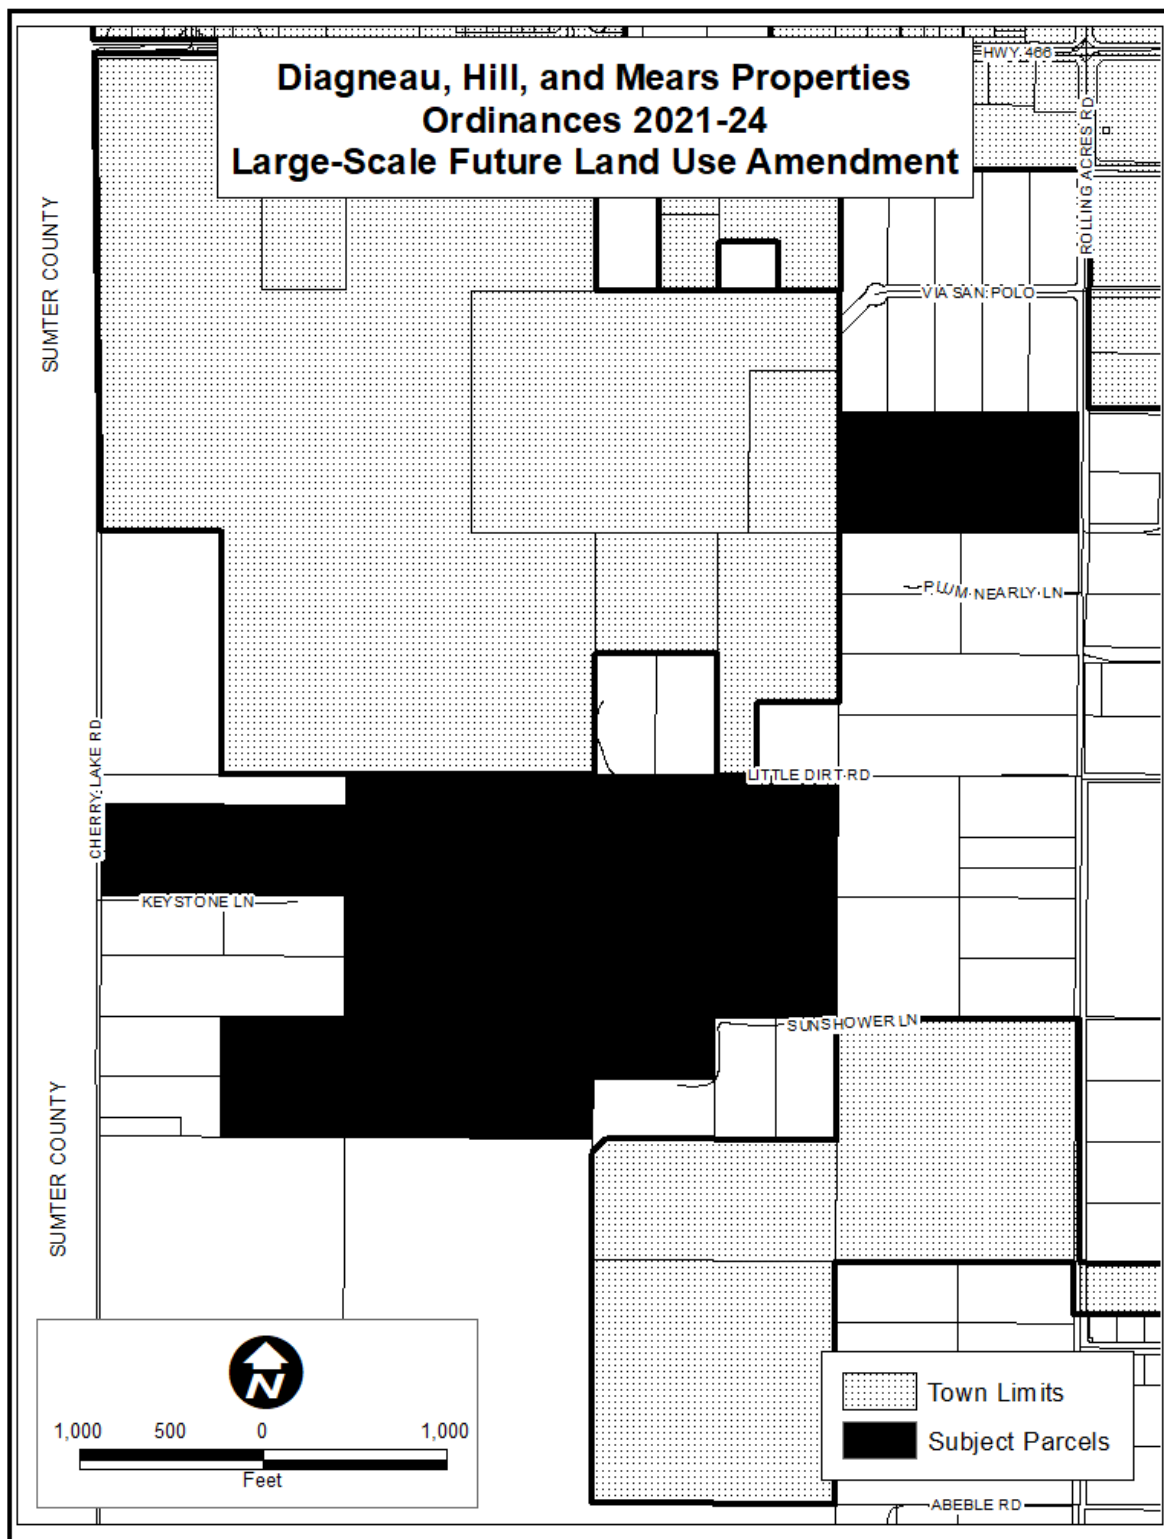 HWY 466
Diagneau, Hill, and Mears Properties
Ordinances 2021-24
Large-Scale Future Land Use Amendment
ROLLING ACRES RD
SUMTER COUNTY
VIA SAN POLO
PLUM NEARLY LN
CHERRY LAKE RD
LITTLE DIRT RD
KEYSTONE LN
SUNSHOWER LN
SUMTER COUNTY
N
1,000 500 0 1,000
Feet
Town Limits
Subject Parcels
ABEBLE RD